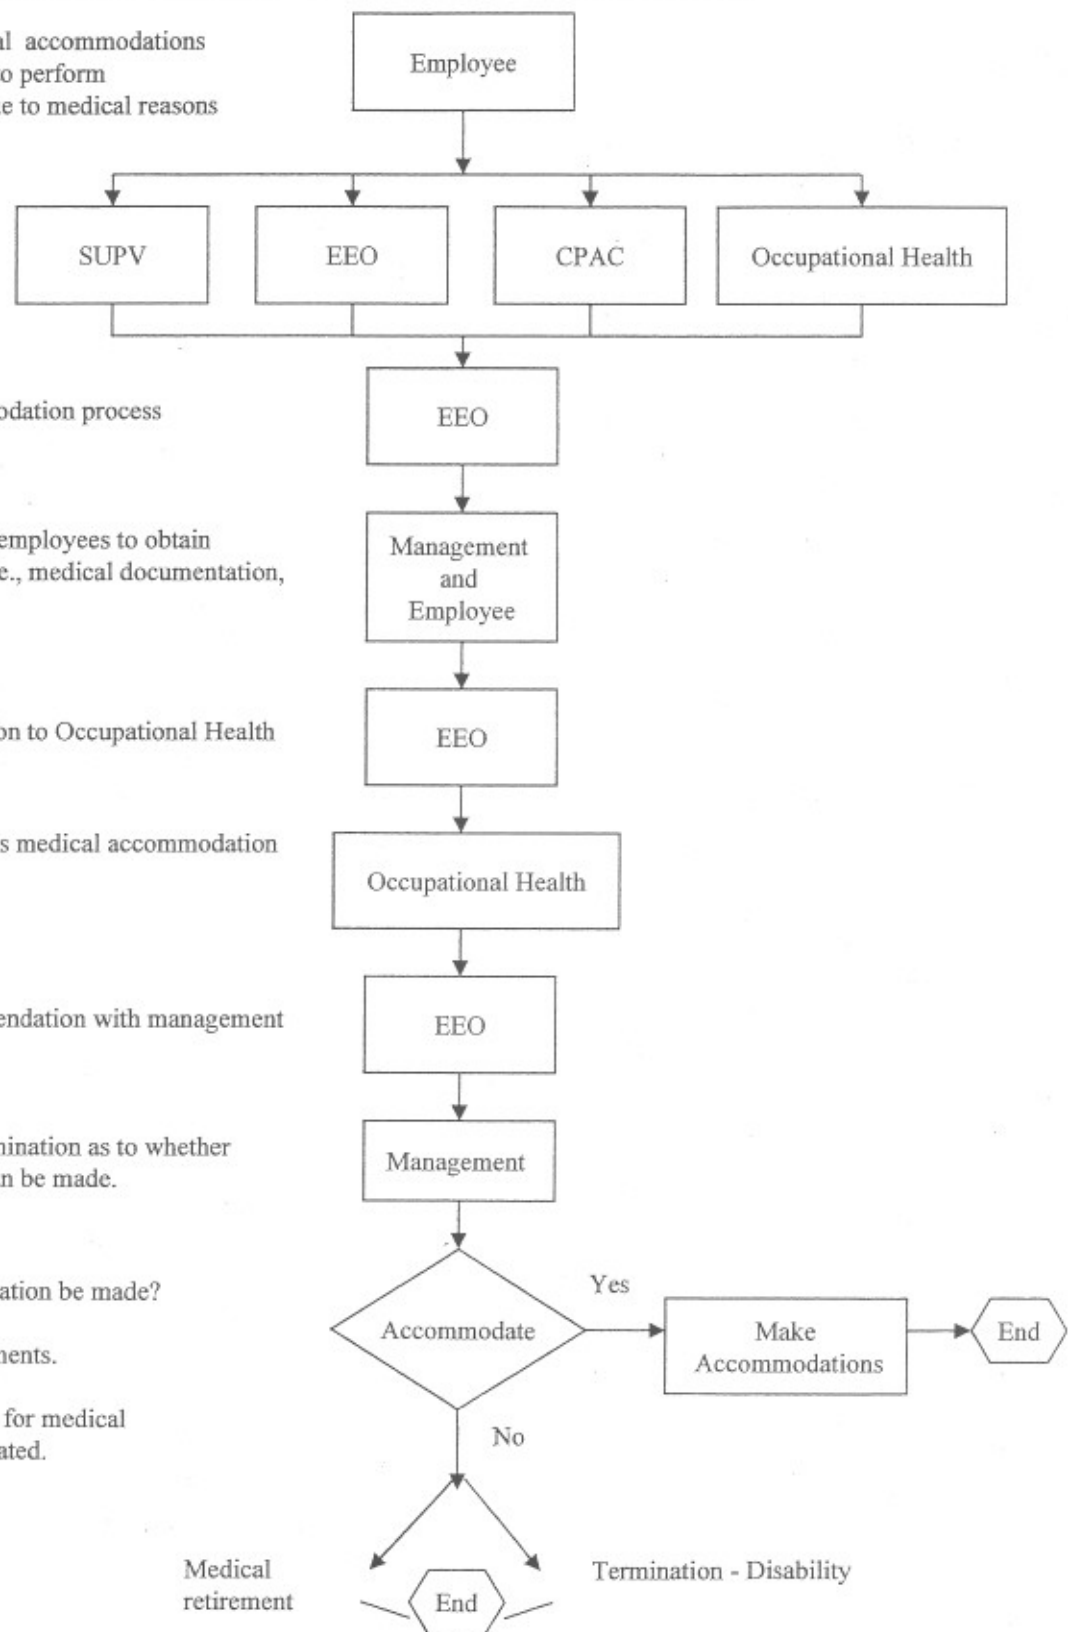 al accommodations
o perform
e to medical reasons
Employee
SUPV
EEO
CPAC
Occupational Health
odation process
EEO
employees to obtain
e., medical documentation,
Management
and
Employee
on to Occupational Health
EEO
s medical accommodation
Occupational Health
endation with management
EEO
nination as to whether
n be made.
Management
ation be made?
Yes
Accommodate
Make
Accommodations
End
nents.
for medical
ated.
No
Medical
retirement
End
Termination - Disability